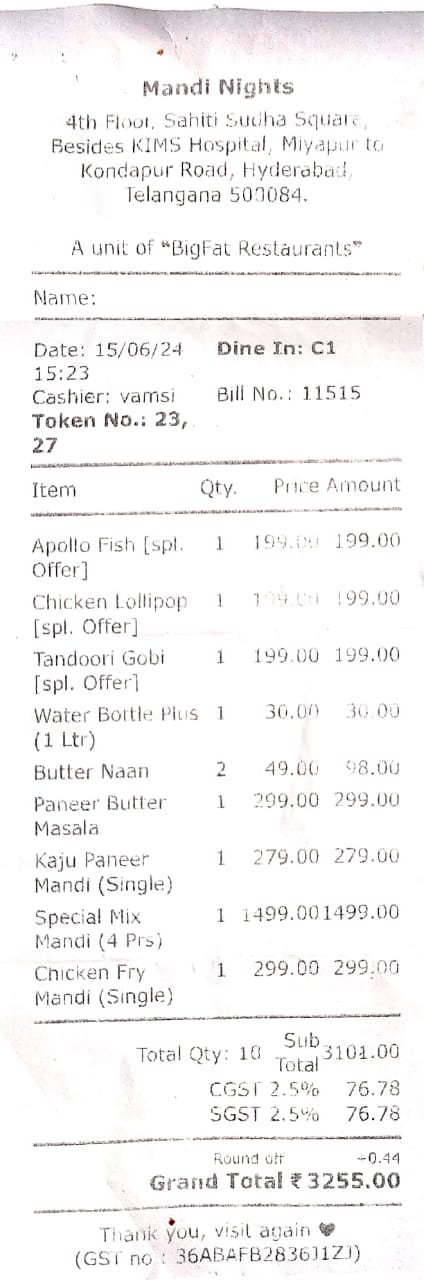 Mandi Nights
4th Floor, Sahiti Sudha Square,
Besides KIMS Hospital, Miyapur to
Kondapur Road, Hyderabad,
Telangana 500084.
A unit of "BigFat Restaurants"
Name:
Date: 15/06/24 Dine In: C1
15:23
Cashier: vamsi Bill No.: 11515
Token No.: 23,
27
Item Qty. Price Amount
Apollo Fish [spl. 1 199.00 199.00
Offer]
Chicken Lollipop 1 199.00 199.00
[spl. Offer]
Tandoori Gobi 1 199.00 199.00
[spl. Offer]
Water Bottle Plus 1 30.00 30.00
(1 Ltr)
Butter Naan 2 49.00 98.00
Paneer Butter 1 299.00 299.00
Masala
Kaju Paneer 1 279.00 279.00
Mandi (Single)
Special Mix 1 1499.00 1499.00
Mandi (4 Prs)
Chicken Fry 1 299.00 299.00
Mandi (Single)
Total Qty: 10 Sub Total 3101.00
CGST 2.5% 76.78
SGST 2.5% 76.78
Round off +0.44
Grand Total ₹ 3255.00
Thank you, visit again ♥
(GST no : 36ABAFB2836J1ZJ)